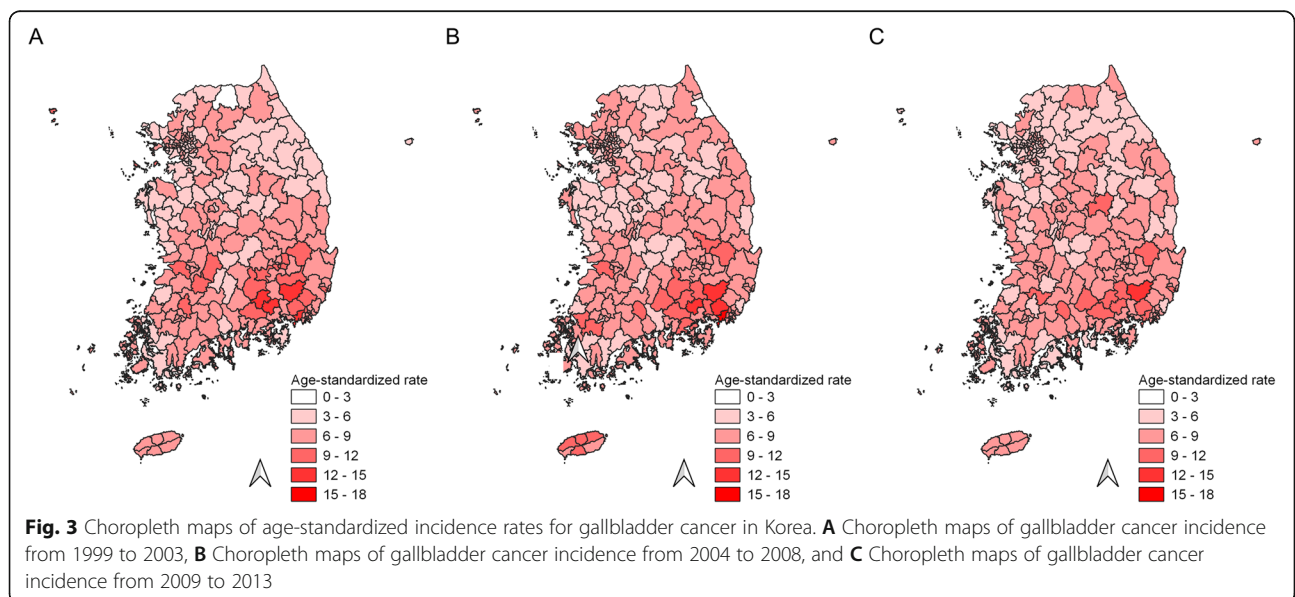 A
B
C
Age-standardized rate
0 - 3
3 - 6
6 - 9
9 - 12
12 - 15
15 - 18
Age-standardized rate
0 - 3
3 - 6
6 - 9
9 - 12
12 - 15
15 - 18
Age-standardized rate
0 - 3
3 - 6
6 - 9
9 - 12
12 - 15
15 - 18
Fig. 3 Choropleth maps of age-standardized incidence rates for gallbladder cancer in Korea. A Choropleth maps of gallbladder cancer incidence
from 1999 to 2003, B Choropleth maps of gallbladder cancer incidence from 2004 to 2008, and C Choropleth maps of gallbladder cancer
incidence from 2009 to 2013